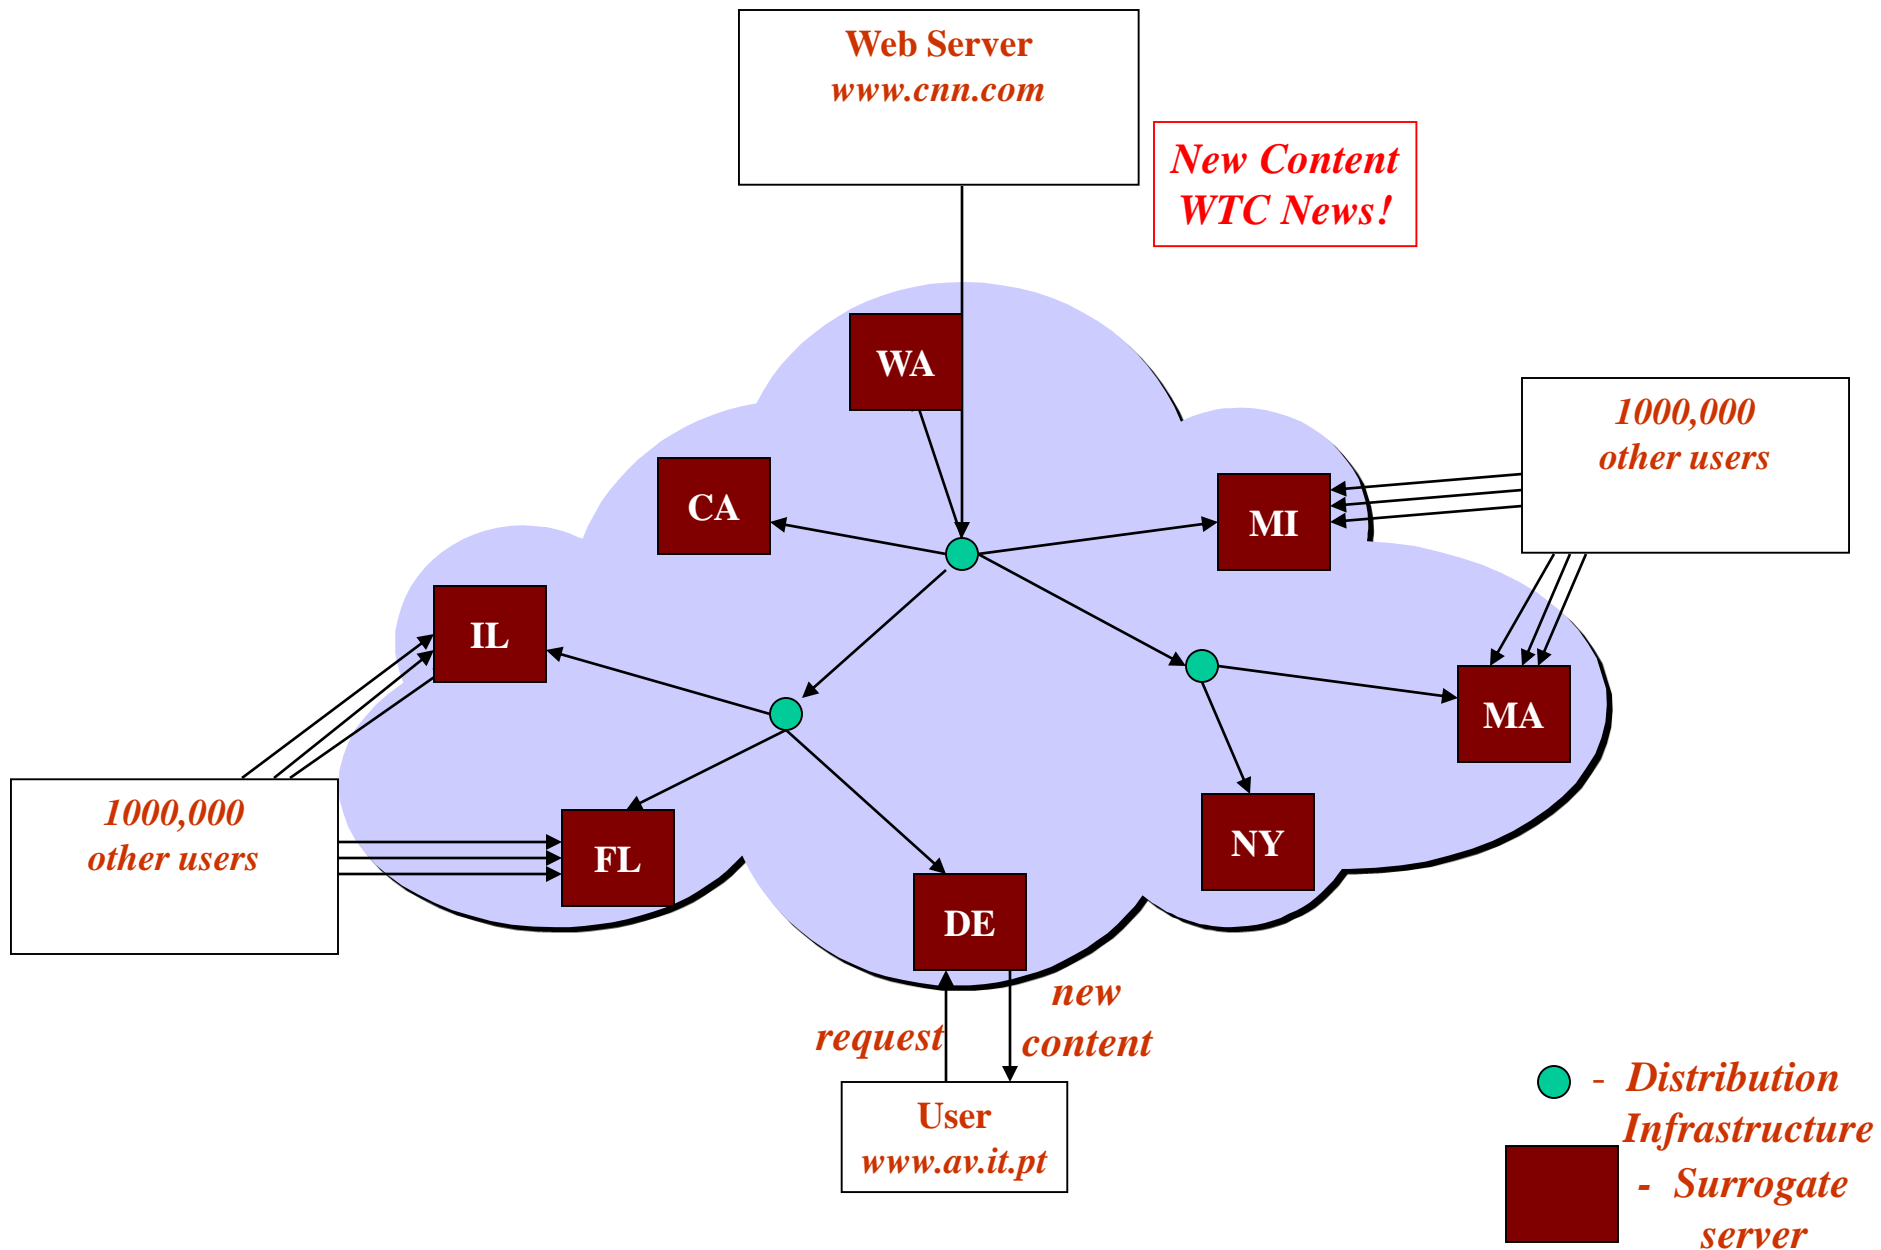 Web Server
www.cnn.com
New Content
WTC News!
WA
1000,000
other users
CA
MI
IL
MA
1000,000
other users
FL
NY
DE
new
request
content
- Distribution
Infrastructure
User
www.av.it.pt
- Surrogate
server